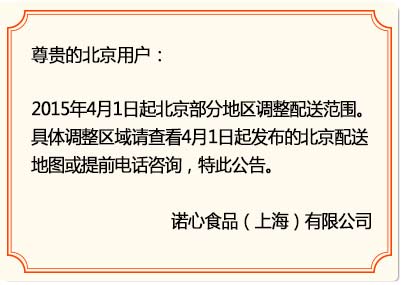 尊贵的北京用户：
2015年4月1日起北京部分地区调整配送范围。
具体调整区域请查看4月1日起发布的北京配送
地图或提前电话咨询，特此公告。
诺心食品（上海）有限公司